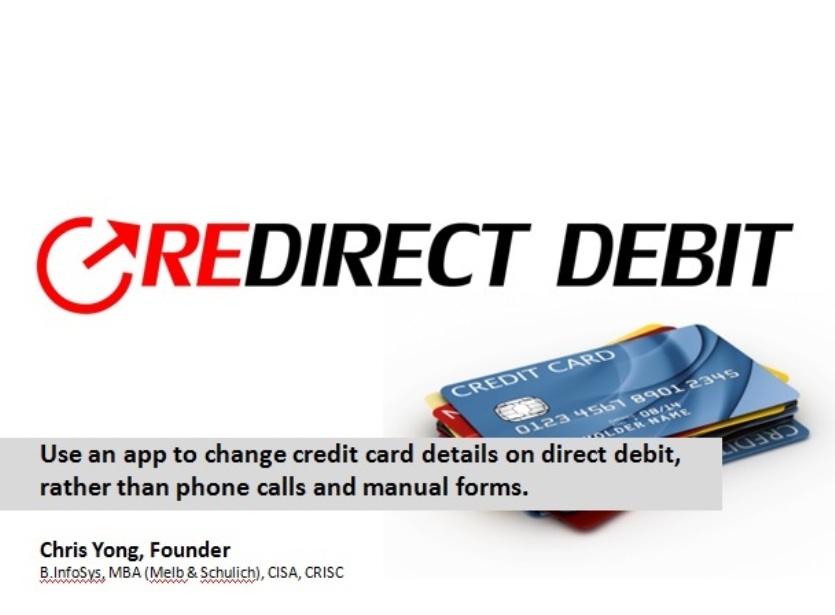 REDIRECT DEBIT
CREDIT CARD
0123 4567 8901 2345
08/14
HOLDER NAME
Use an app to change credit card details on direct debit,
rather than phone calls and manual forms.
Chris Yong, Founder
B.InfoSys, MBA (Melb & Schulich), CISA, CRISC